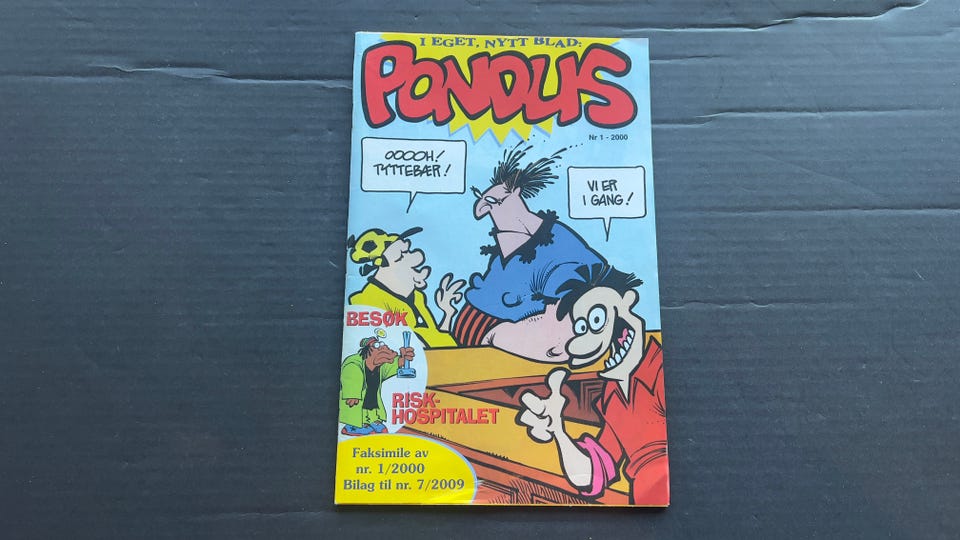 I EGET, NYTT BLAD:
PONDUS
Nr 1 - 2000
OOOOH!
TYTTEBÆR!
VI ER
I GANG!
BESØK
RISK-
HOSPITALET
Faksimile av
nr. 1/2000
Bilag til nr. 7/2009